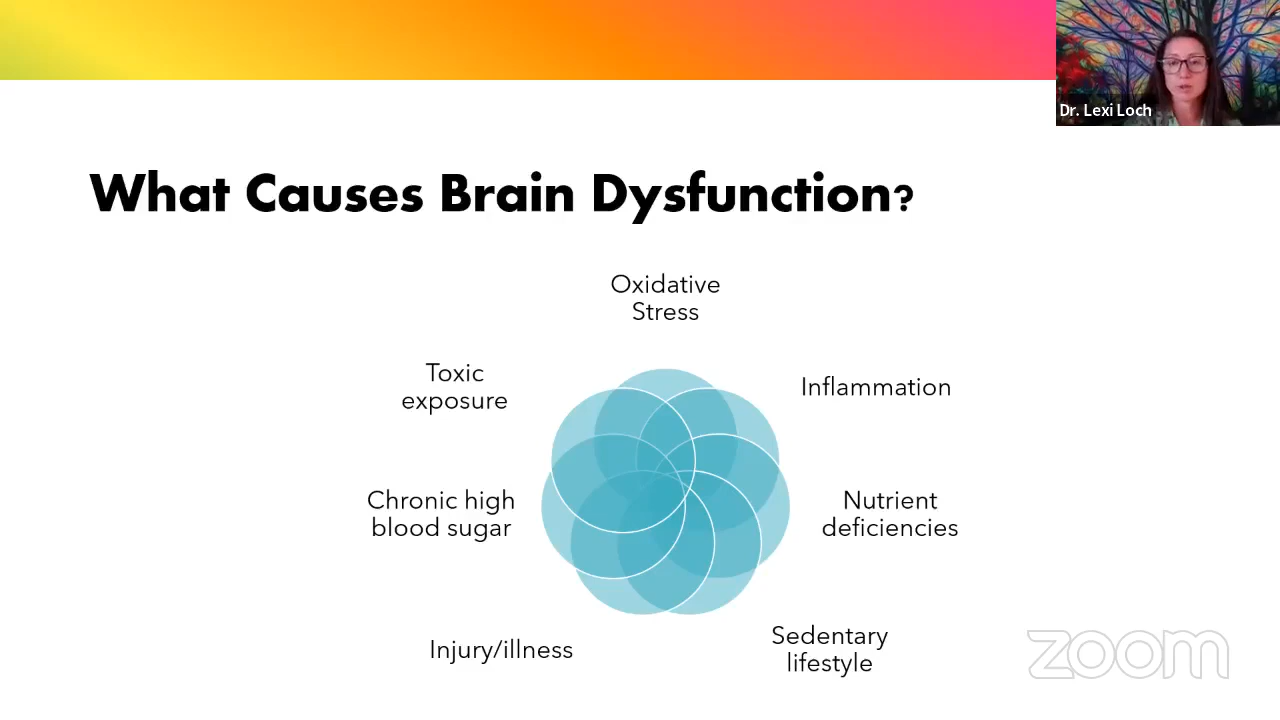 Dr. Lexi Loch
What Causes Brain Dysfunction?
Oxidative
Stress
Toxic
exposure
Inflammation
Chronic high
blood sugar
Nutrient
deficiencies
Injury/illness
Sedentary
lifestyle
zoom